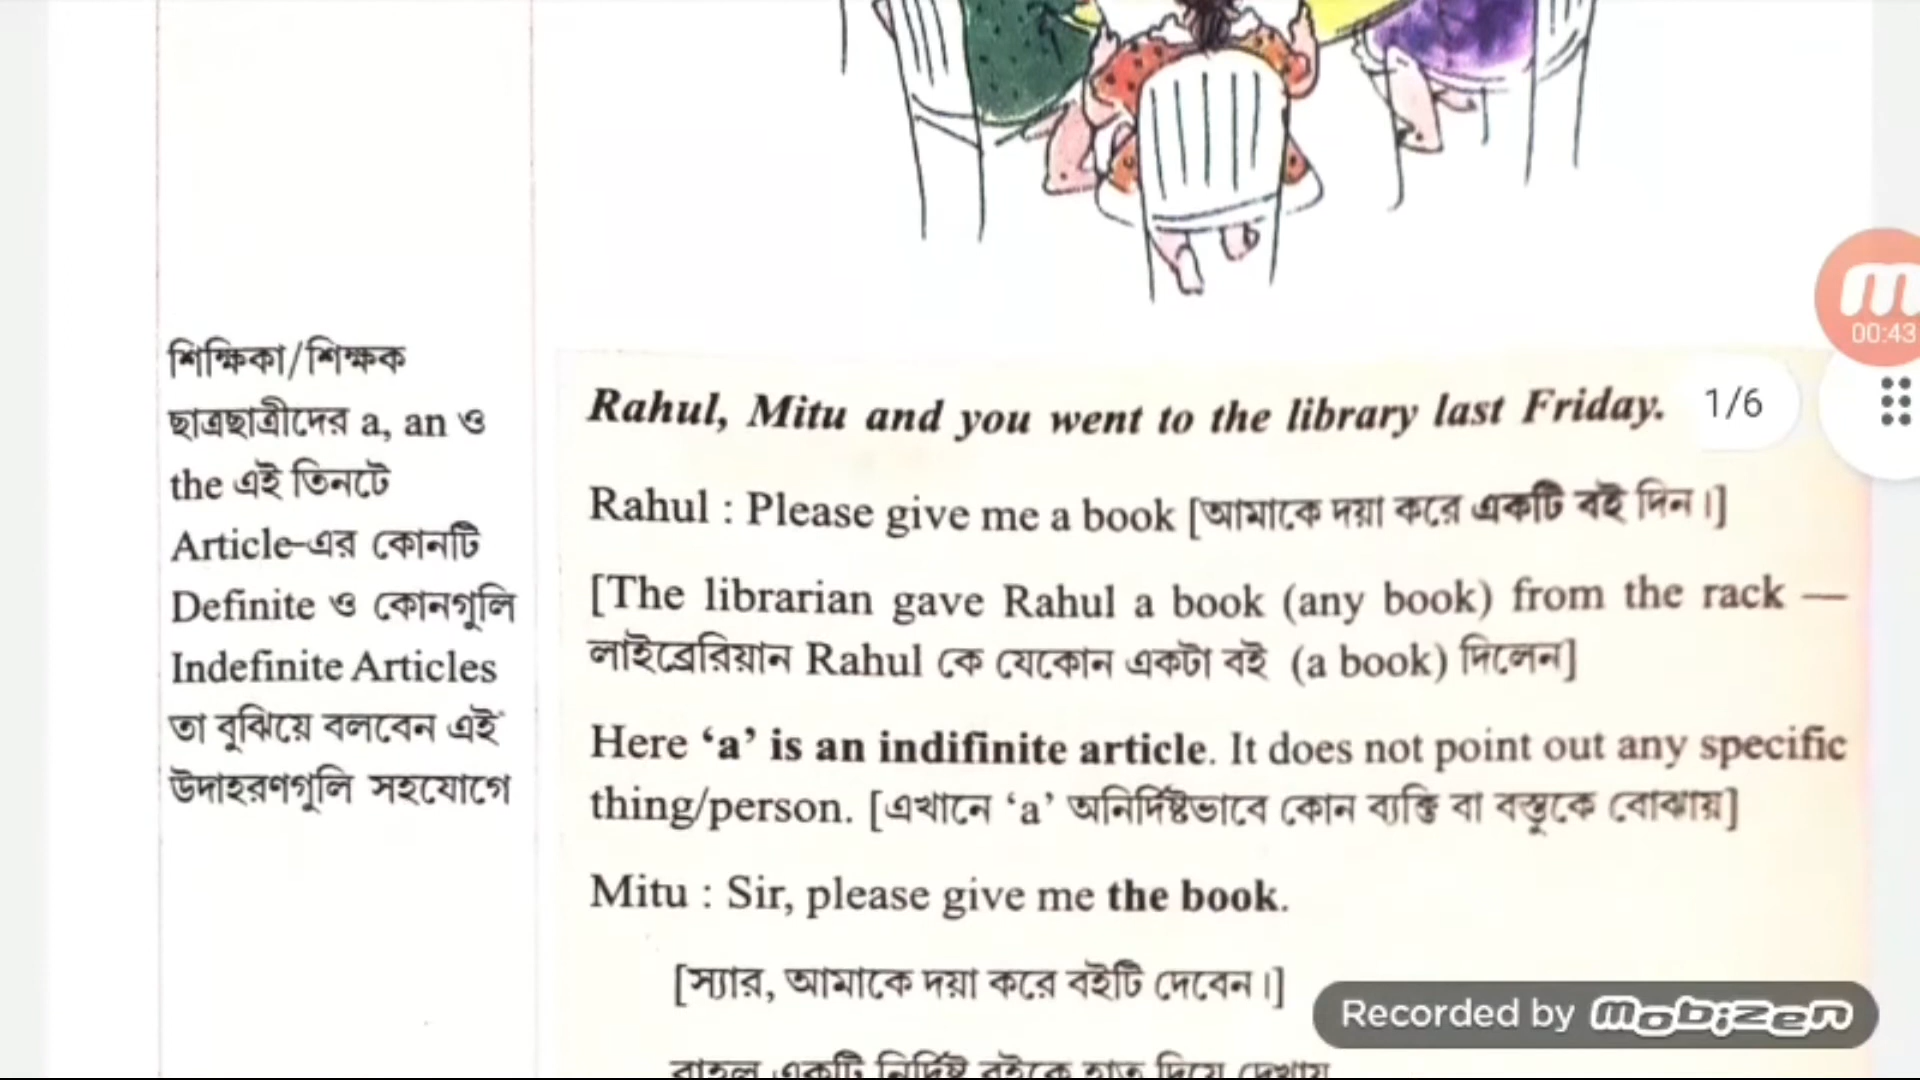 শিক্ষিকা/শিক্ষক
ছাত্রছাত্রীদের a, an ও
the এই তিনটে
Article-এর কোনটি
Definite ও কোনগুলি
Indefinite Articles
তা বুঝিয়ে বলবেন এই
উদাহরণগুলি সহযোগে
Rahul, Mitu and you went to the library last Friday.
Rahul : Please give me a book [আমাকে দয়া করে একটি বই দিন।]
[The librarian gave Rahul a book (any book) from the rack —
লাইব্রেরিয়ান Rahul কে যেকোন একটা বই (a book) দিলেন]
Here ‘a’ is an indifinite article. It does not point out any specific
thing/person. [এখানে ‘a’ অনির্দিষ্টভাবে কোন ব্যক্তি বা বস্তুকে বোঝায়]
Mitu : Sir, please give me the book.
[স্যার, আমাকে দয়া করে বইটি দেবেন।]
রাহুল একটি নির্দিষ্ট বইকে হাত দিয়ে দেখায়
m
00:43
1/6
Recorded by mobizen